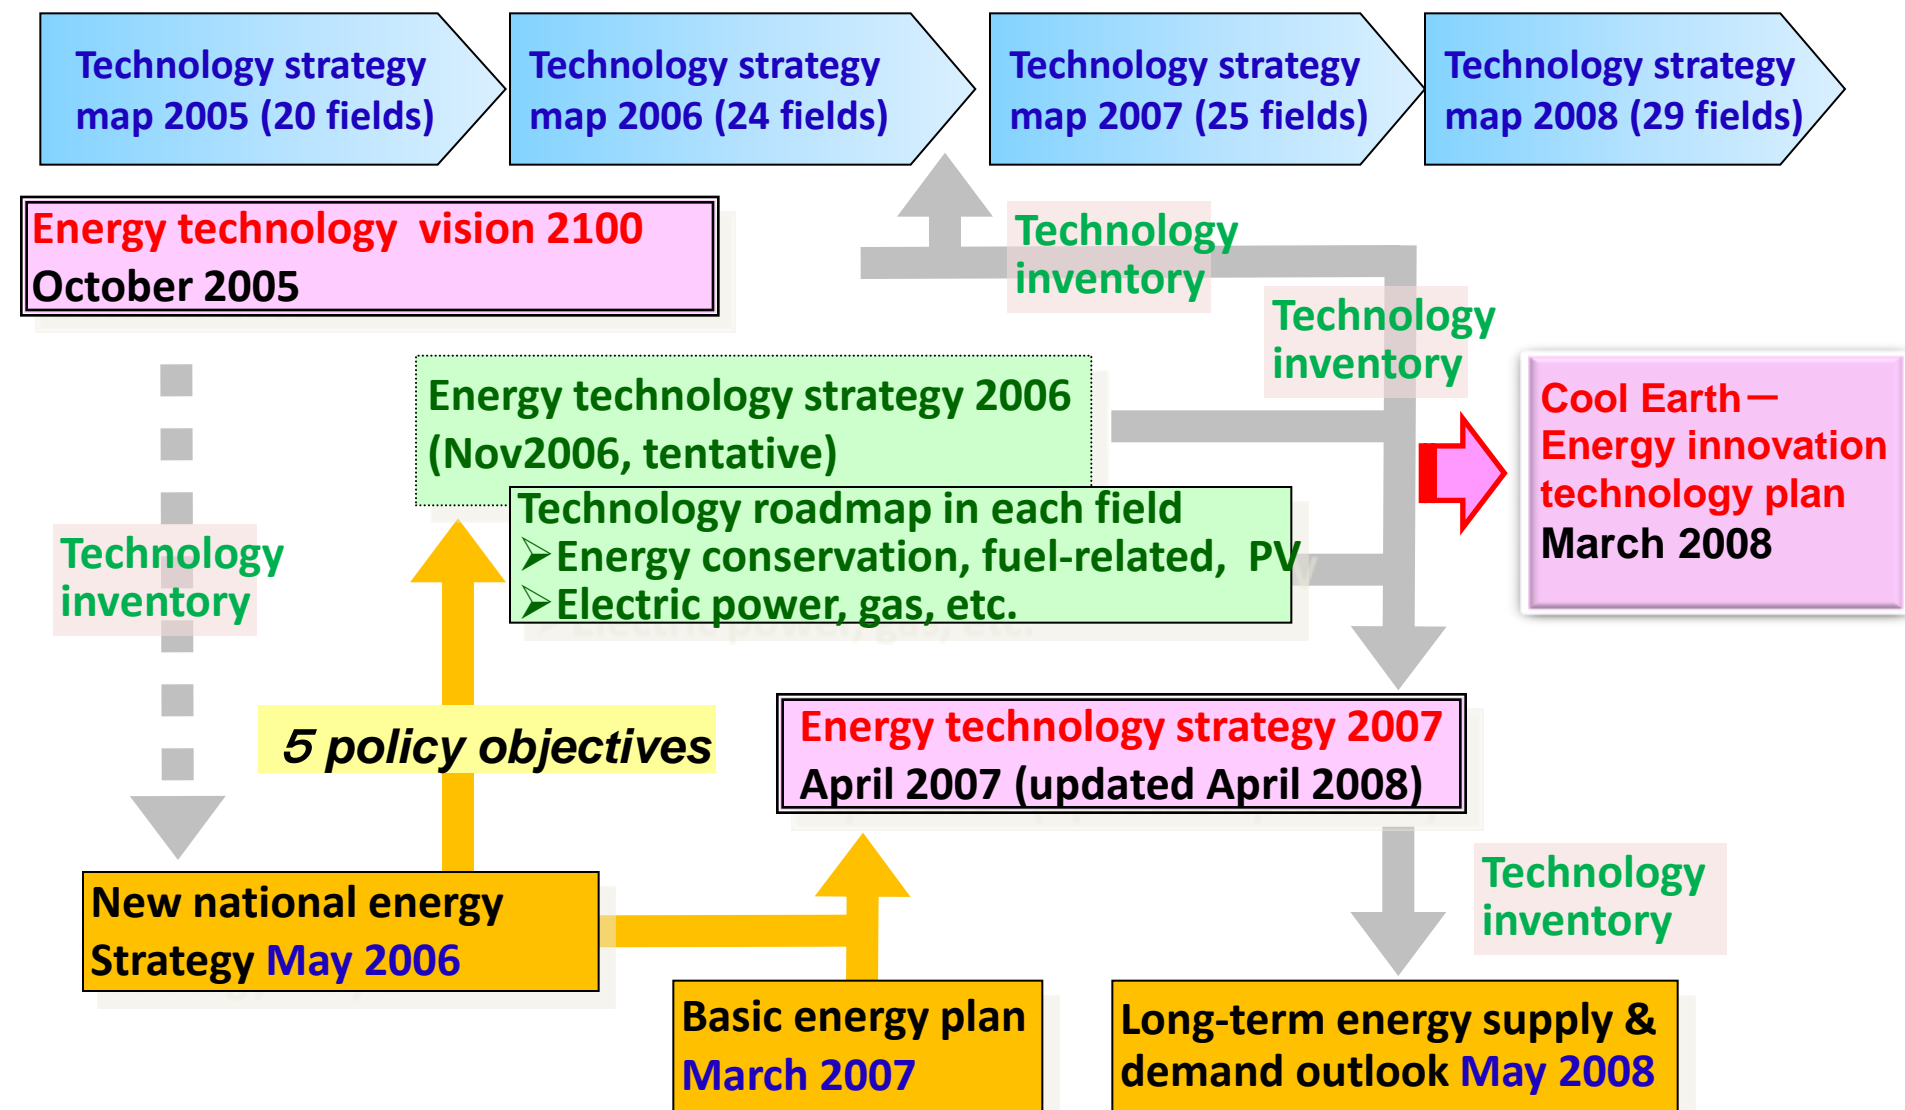 Technology strategy
map 2005 (20 fields)
Technology strategy
map 2006 (24 fields)
Technology strategy
map 2007 (25 fields)
Technology strategy
map 2008 (29 fields)
Energy technology  vision 2100
October 2005
Technology
inventory
Technology
inventory
Energy technology strategy 2006
(Nov2006, tentative)
Cool Earth－
Energy innovation
technology plan
March 2008
Technology roadmap in each field
➢Energy conservation, fuel-related,  PV
➢Electric power, gas, etc.
Technology
inventory
５ policy objectives
Energy technology strategy 2007
April 2007 (updated April 2008)
Technology
inventory
New national energy
Strategy May 2006
Basic energy plan
March 2007
Long-term energy supply &
demand outlook May 2008